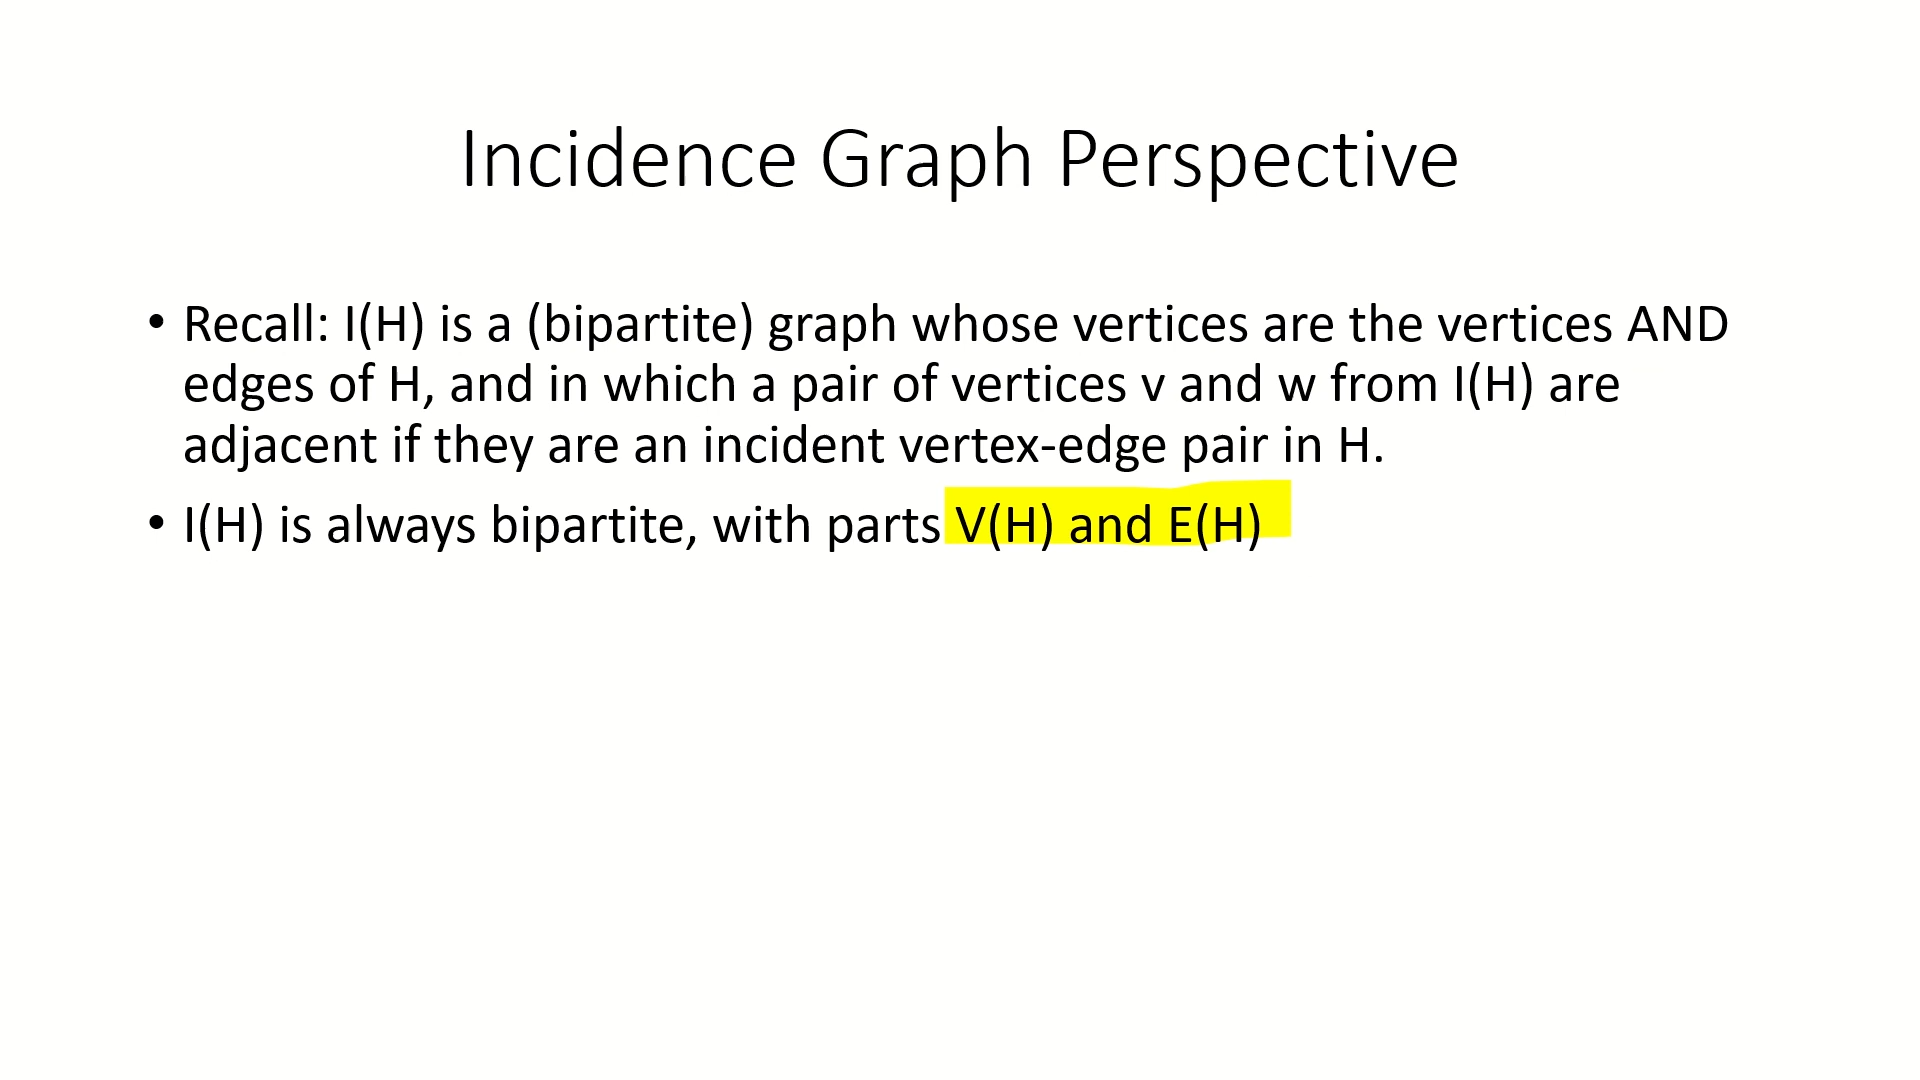 Incidence Graph Perspective
• Recall: I(H) is a (bipartite) graph whose vertices are the vertices AND
edges of H, and in which a pair of vertices v and w from I(H) are
adjacent if they are an incident vertex-edge pair in H.
• I(H) is always bipartite, with parts V(H) and E(H)